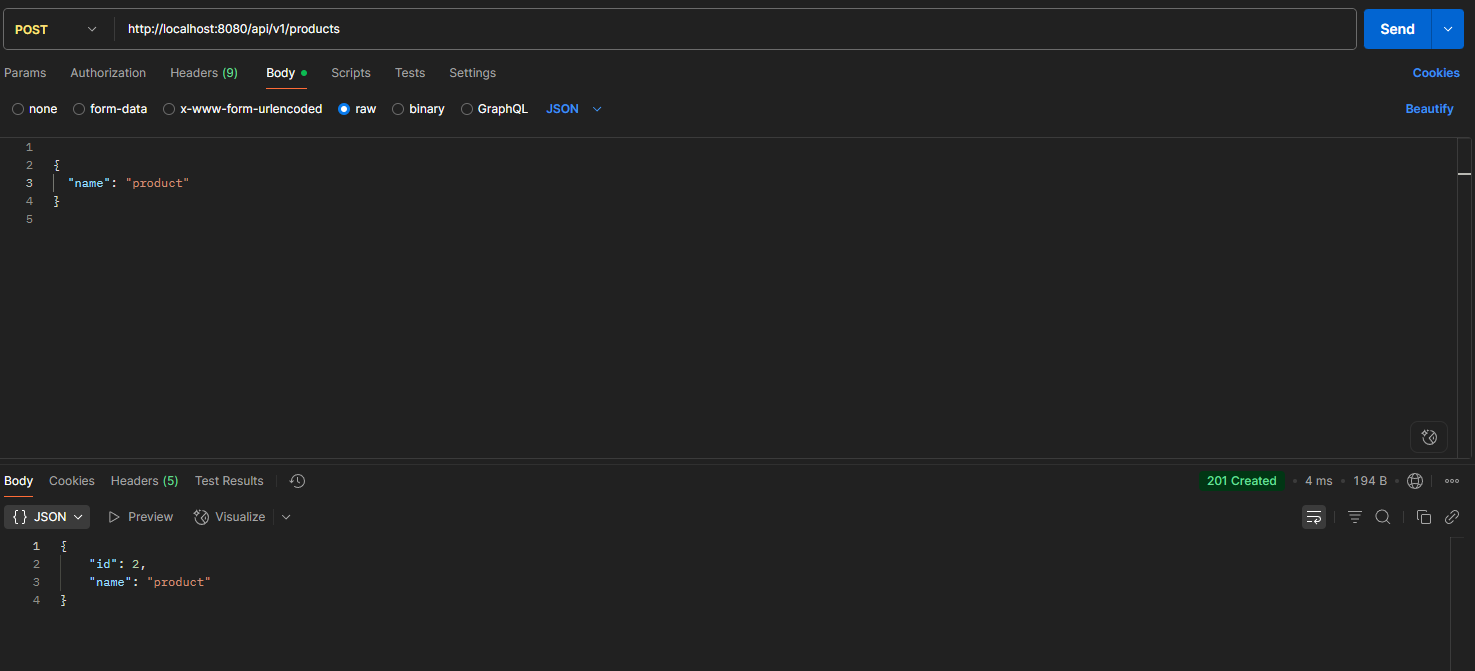 POST http://localhost:8080/api/v1/products Send
Params Authorization Headers (9) Body Scripts Tests Settings Cookies
none form-data x-www-form-urlencoded raw binary GraphQL JSON Beautify
1
2 {
3 "name": "product"
4 }
5
Body Cookies Headers (5) Test Results 201 Created • 4 ms • 194 B •
{} JSON Preview Visualize
1 {
2 "id": 2,
3 "name": "product"
4 }